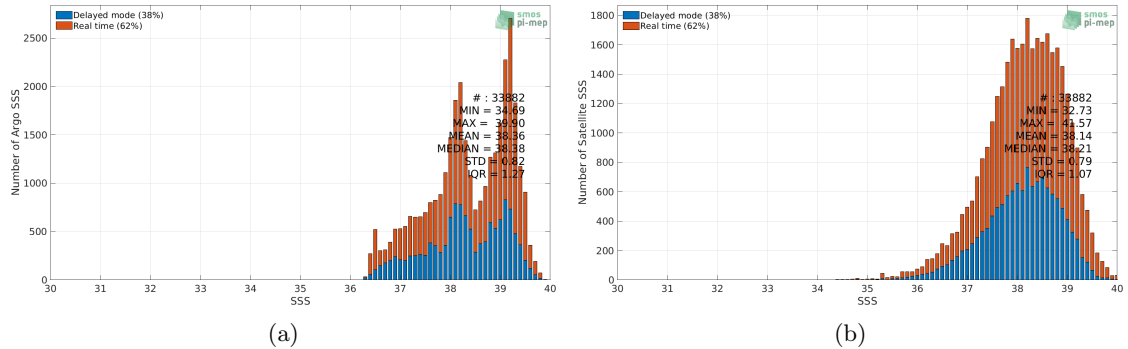 Delayed mode (38%)
Real time (62%)
smos
pi-mep
2500
2000
1500
1000
500
0
Number of Argo SSS
# : 33882
MIN = 34.69
MAX = 39.90
MEAN = 38.36
MEDIAN = 38.38
STD = 0.82
IQR = 1.27
30 31 32 33 34 35 36 37 38 39 40
SSS
(a)
Delayed mode (38%)
Real time (62%)
smos
pi-mep
1800
1600
1400
1200
1000
800
600
400
200
0
Number of Satellite SSS
# : 33882
MIN = 32.73
MAX = 41.57
MEAN = 38.14
MEDIAN = 38.21
STD = 0.79
IQR = 1.07
30 31 32 33 34 35 36 37 38 39 40
SSS
(b)